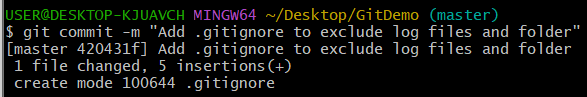 USER@DESKTOP-KJUAVCH MINGW64 ~/Desktop/GitDemo (master)
$ git commit -m "Add .gitignore to exclude log files and folder"
[master 420431f] Add .gitignore to exclude log files and folder
 1 file changed, 5 insertions(+)
 create mode 100644 .gitignore